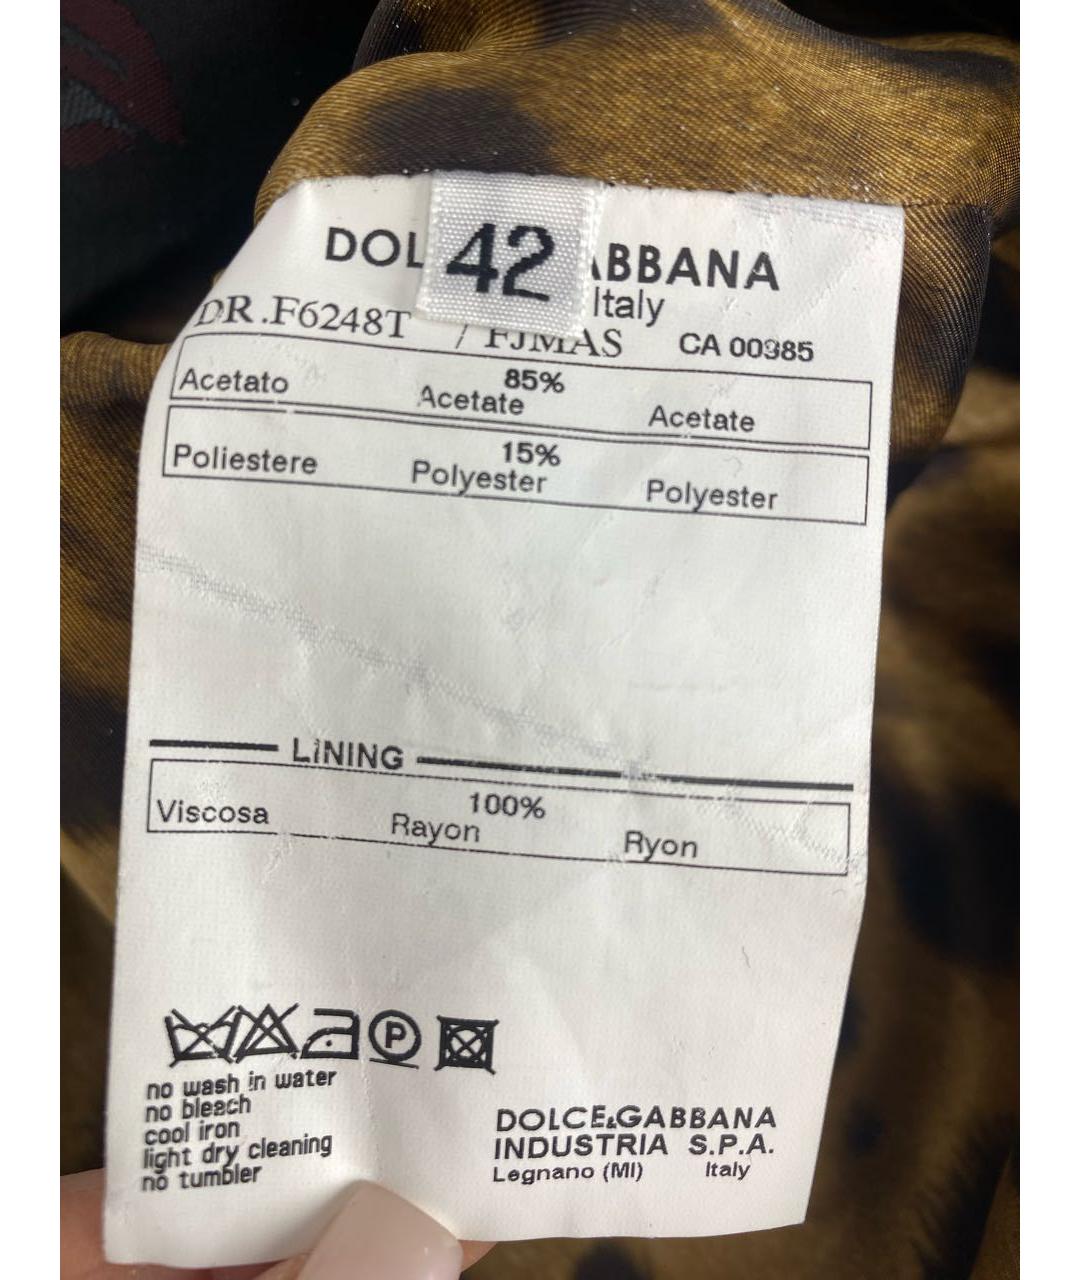 42
DOL ABBANA
Italy
DR.F6248T / FJMAS CA 00985
85%
Acetato Acetate Acetate
15%
Poliestere Polyester Polyester
LINING
100%
Viscosa Rayon Ryon
P
no wash in water
no bleach
cool iron
light dry cleaning
no tumbler
DOLCE&GABBANA
INDUSTRIA S.P.A.
Legnano (MI) Italy